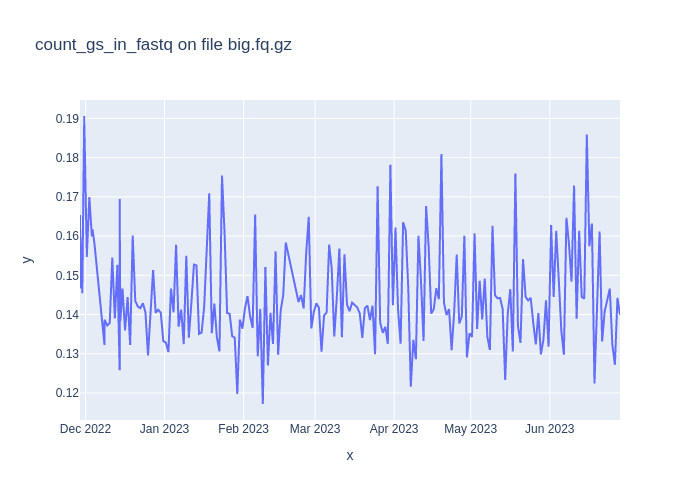 count_gs_in_fastq on file big.fq.gz
0.19
0.18
0.17
0.16
0.15
0.14
0.13
0.12
y
Dec 2022 Jan 2023 Feb 2023 Mar 2023 Apr 2023 May 2023 Jun 2023
x